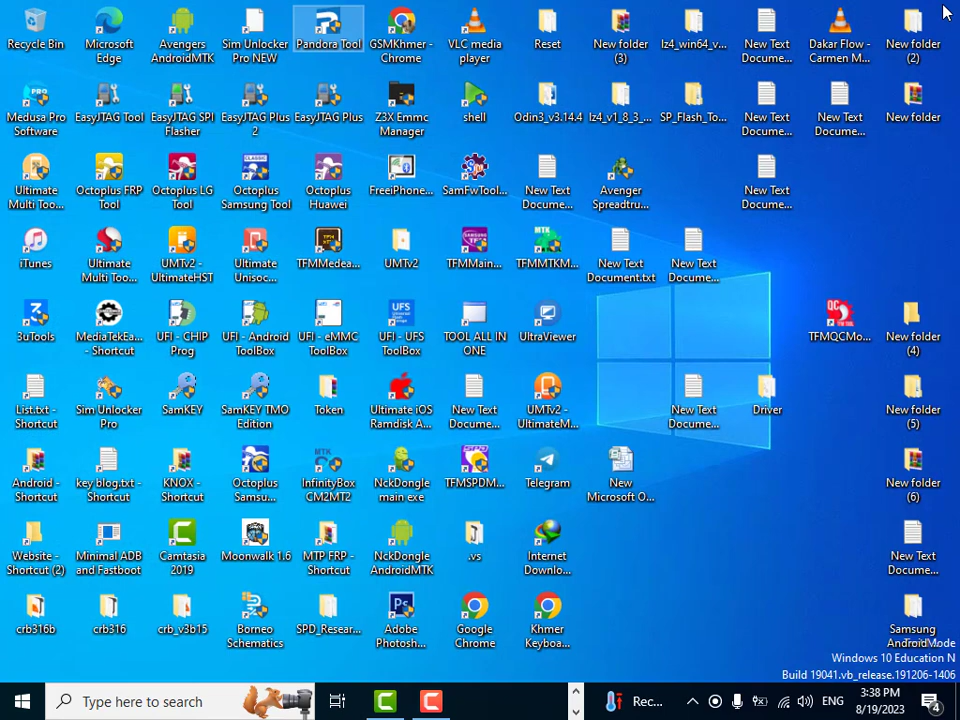 Recycle Bin
Microsoft
Edge
Avengers
AndroidMTK
Sim Unlocker
Pro NEW
Pandora Tool
GSMKhmer -
Chrome
VLC media
player
Reset
New folder
(3)
lz4_win64_v...
New Text
Docume...
Dakar Flow -
Carmen M...
New folder
(2)
Medusa Pro
Software
EasyJTAG Tool
EasyJTAG SPI
Flasher
EasyJTAG Plus
2
EasyJTAG Plus
Z3X Emmc
Manager
shell
Odin3_v3.14.4
lz4_v1_8_3_...
SP_Flash_To...
New Text
Docume...
New Text
Docume...
New folder
Ultimate
Multi Too...
Octoplus FRP
Tool
Octoplus LG
Tool
Octoplus
Samsung Tool
Octoplus
Huawei
FreeiPhone...
SamFwTool...
New Text
Docume...
Avenger
Spreadtru...
New Text
Docume...
iTunes
Ultimate
Multi Too...
UMTv2 -
UltimateHST
Ultimate
Unisoc...
TFMMedea...
UMTv2
TFMMain...
TFMMTKM...
New Text
Document.txt
New Text
Docume...
3uTools
MediaTekEa...
- Shortcut
UFI - CHIP
Prog
UFI - Android
ToolBox
UFI - eMMC
ToolBox
UFI - UFS
ToolBox
TOOL ALL IN
ONE
UltraViewer
TFMQCMo...
New folder
(4)
List.txt -
Shortcut
Sim Unlocker
Pro
SamKEY
SamKEY TMO
Edition
Token
Ultimate iOS
Ramdisk A...
New Text
Docume...
UMTv2 -
UltimateM...
New Text
Docume...
Driver
New folder
(5)
Android -
Shortcut
key blog.txt -
Shortcut
KNOX -
Shortcut
Octoplus
Samsu...
InfinityBox
CM2MT2
NckDongle
main exe
TFMSPDM...
Telegram
New
Microsoft O...
New folder
(6)
Website -
Shortcut (2)
Minimal ADB
and Fastboot
Camtasia
2019
Moonwalk 1.6
MTP FRP -
Shortcut
NckDongle
AndroidMTK
.vs
Internet
Downlo...
New Text
Docume...
crb316b
crb316
crb_v3b15
Borneo
Schematics
SPD_Resear...
Adobe
Photosh...
Google
Chrome
Khmer
Keyboa...
Samsung
Windows 10 Education N
Build 19041.vb_release.191206-1406
Type here to search
Rec...
ENG
3:38 PM
8/19/2023
4